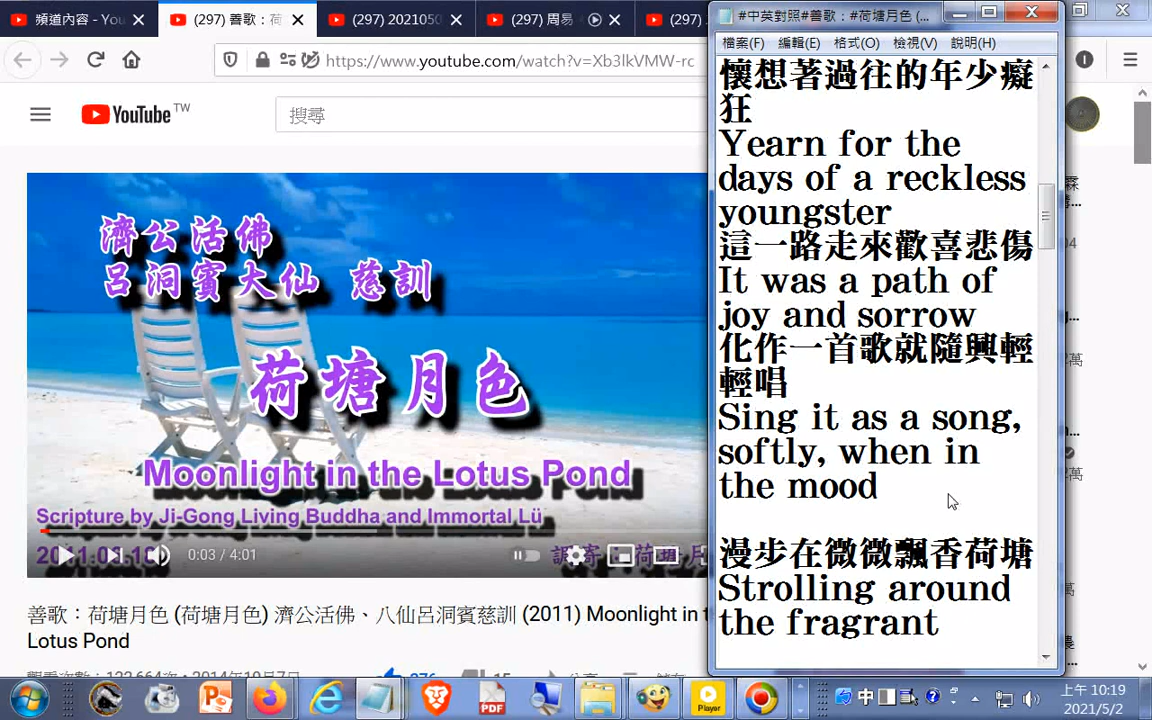 (297) 頻道內容 - You
(297) 善歌：荷
(297) 2021050
(297) 周易
(297)
#中英對照#善歌：#荷塘月色 (...
檔案(F) 編輯(E) 格式(O) 檢視(V) 說明(H)
https://www.youtube.com/watch?v=Xb3lkVMW-rc
YouTube TW
搜尋
濟公活佛
呂洞賓大仙 慈訓
荷塘月色
Moonlight in the Lotus Pond
Scripture by Ji-Gong Living Buddha and Immortal Lü
0:03 / 4:01
善歌：荷塘月色 (荷塘月色) 濟公活佛、八仙呂洞賓慈訓 (2011) Moonlight in t
Lotus Pond
懷想著過往的年少癡
狂
Yearn for the
days of a reckless
youngster
這一路走來歡喜悲傷
It was a path of
joy and sorrow
化作一首歌就隨興輕
輕唱
Sing it as a song,
softly, when in
the mood
漫步在微微飄香荷塘
Strolling around
the fragrant
中
上午 10:19
2021/5/2